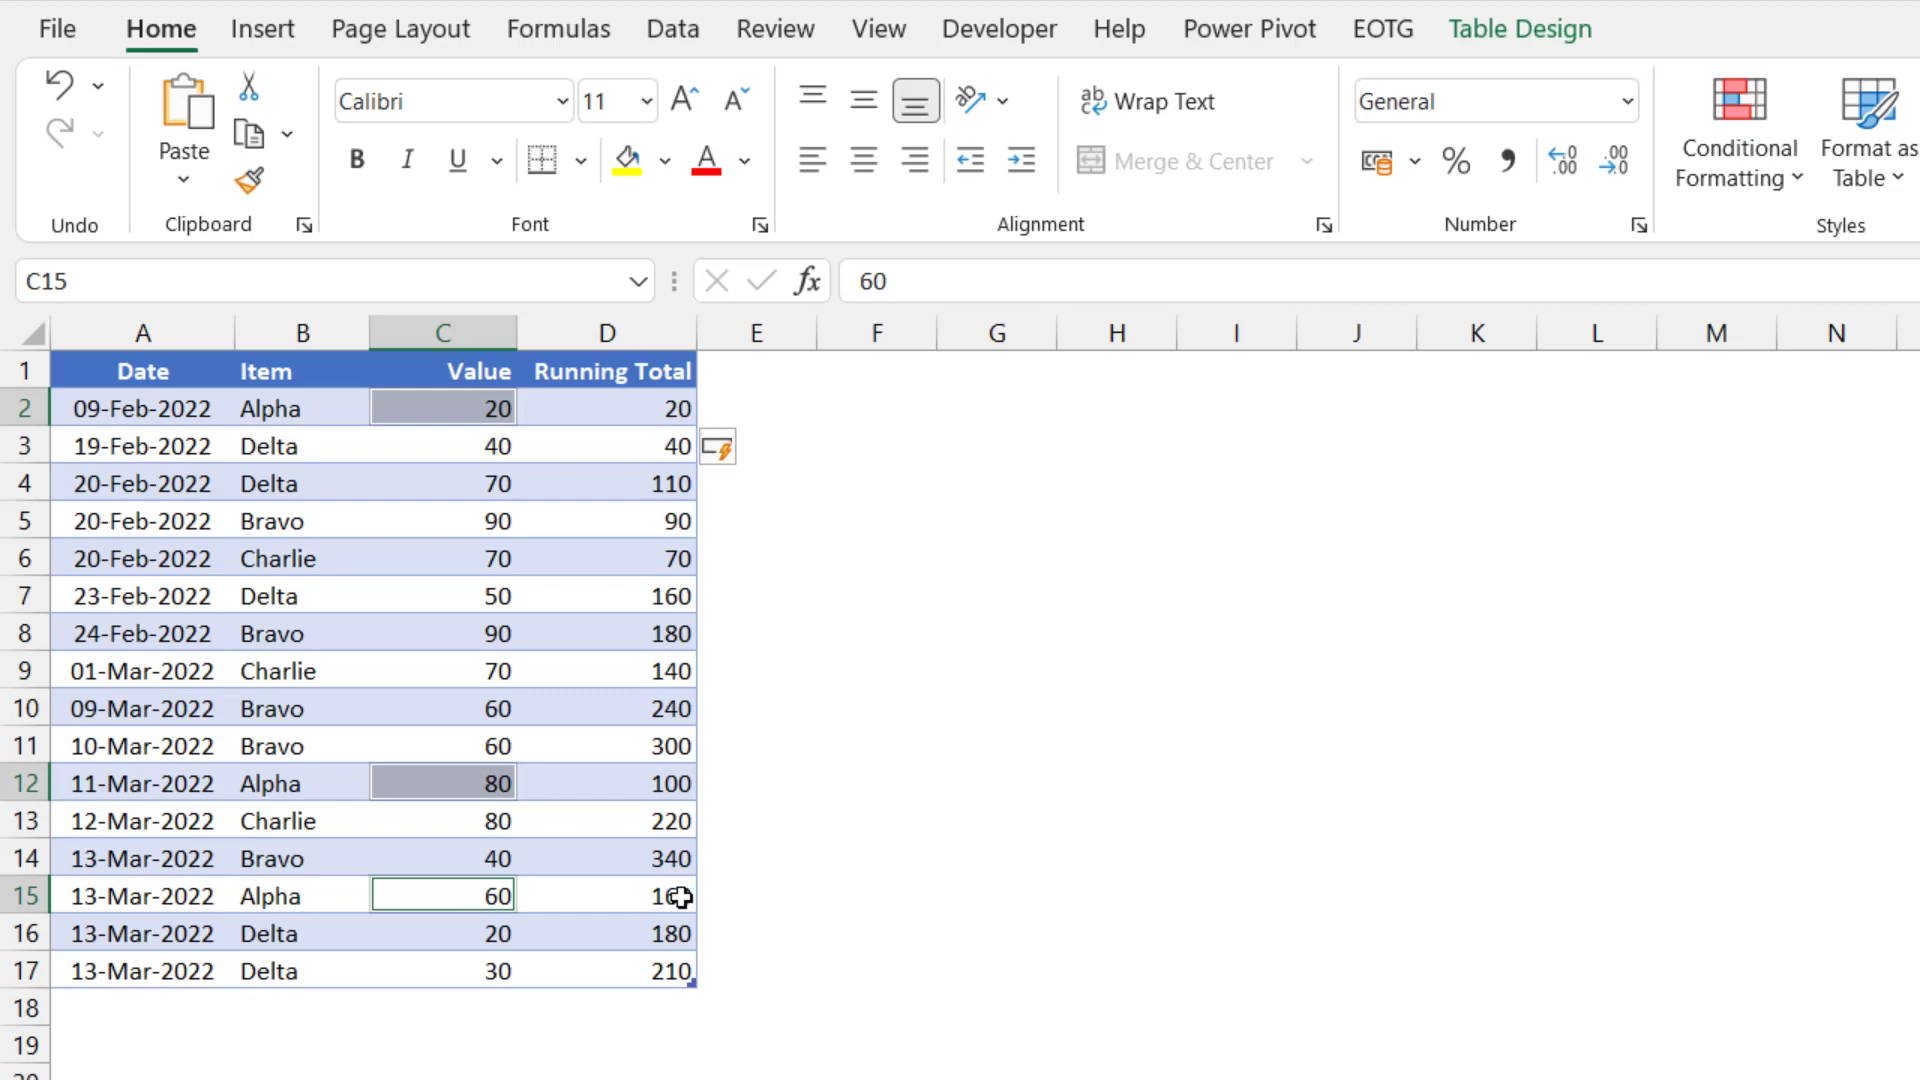 File Home Insert Page Layout Formulas Data Review View Developer Help Power Pivot EOTG Table Design
Calibri 11 A A ab Wrap Text General
Paste B I U A Merge & Center % 9 .00 .00 Conditional Formatting Format as Table
Undo Clipboard Font Alignment Number Styles
C15 fx 60
A B C D E F G H I J K L M N
1 Date Item Value Running Total
2 09-Feb-2022 Alpha 20 20
3 19-Feb-2022 Delta 40 40
4 20-Feb-2022 Delta 70 110
5 20-Feb-2022 Bravo 90 90
6 20-Feb-2022 Charlie 70 70
7 23-Feb-2022 Delta 50 160
8 24-Feb-2022 Bravo 90 180
9 01-Mar-2022 Charlie 70 140
10 09-Mar-2022 Bravo 60 240
11 10-Mar-2022 Bravo 60 300
12 11-Mar-2022 Alpha 80 100
13 12-Mar-2022 Charlie 80 220
14 13-Mar-2022 Bravo 40 340
15 13-Mar-2022 Alpha 60
16 13-Mar-2022 Delta 20 180
17 13-Mar-2022 Delta 30 210
18
19